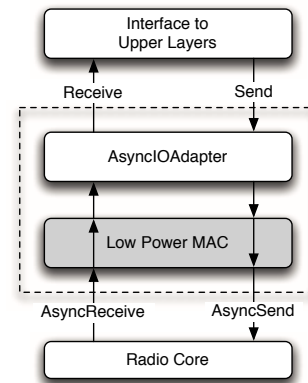 Interface to
Upper Layers
Receive
Send
AsyncIOAdapter
Low Power MAC
AsyncReceive
AsyncSend
Radio Core